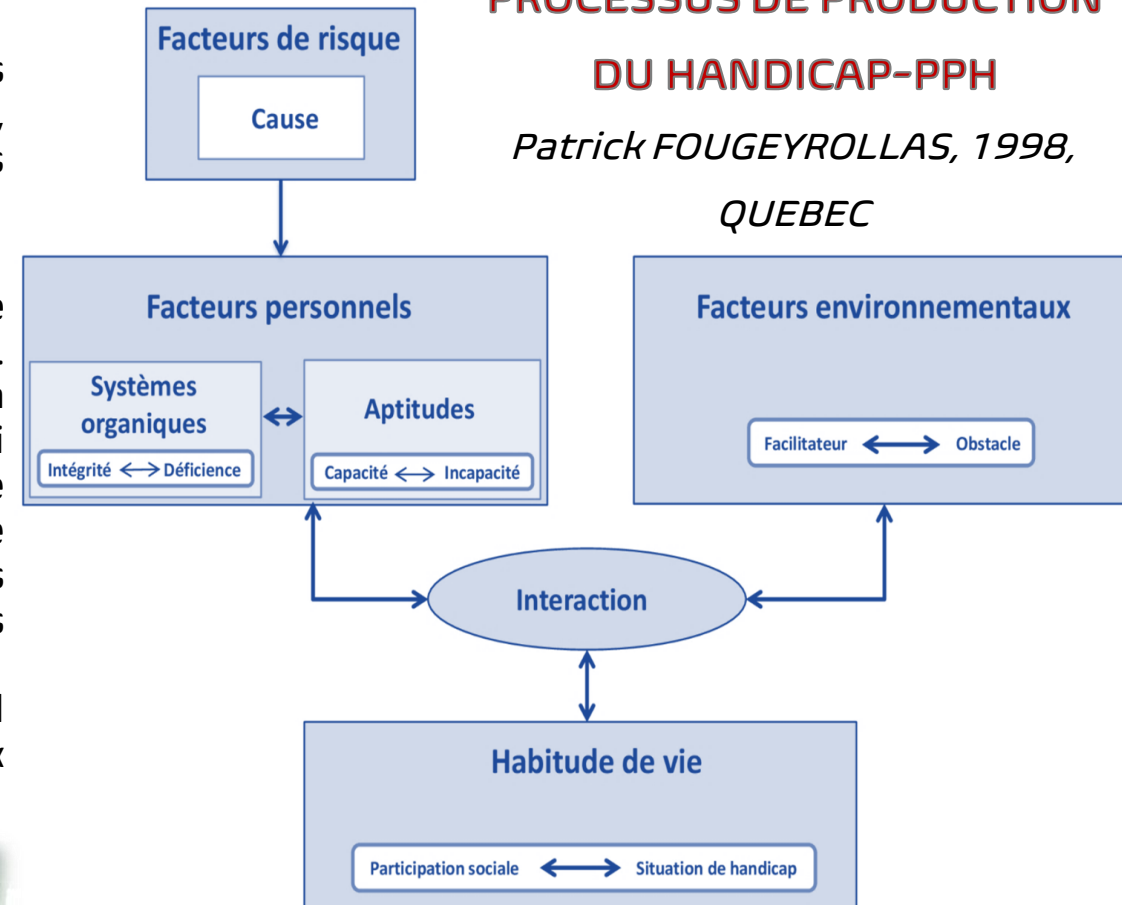 PROCESSUS DE PRODUCTION
DU HANDICAP-PPH
Patrick FOUGEYROLLAS, 1998,
QUEBEC
Facteurs de risque
Cause
Facteurs personnels
Systèmes
organiques
Intégrité Déficience
Aptitudes
Capacité Incapacité
Facteurs environnementaux
Facilitateur Obstacle
Interaction
Habitude de vie
Participation sociale Situation de handicap